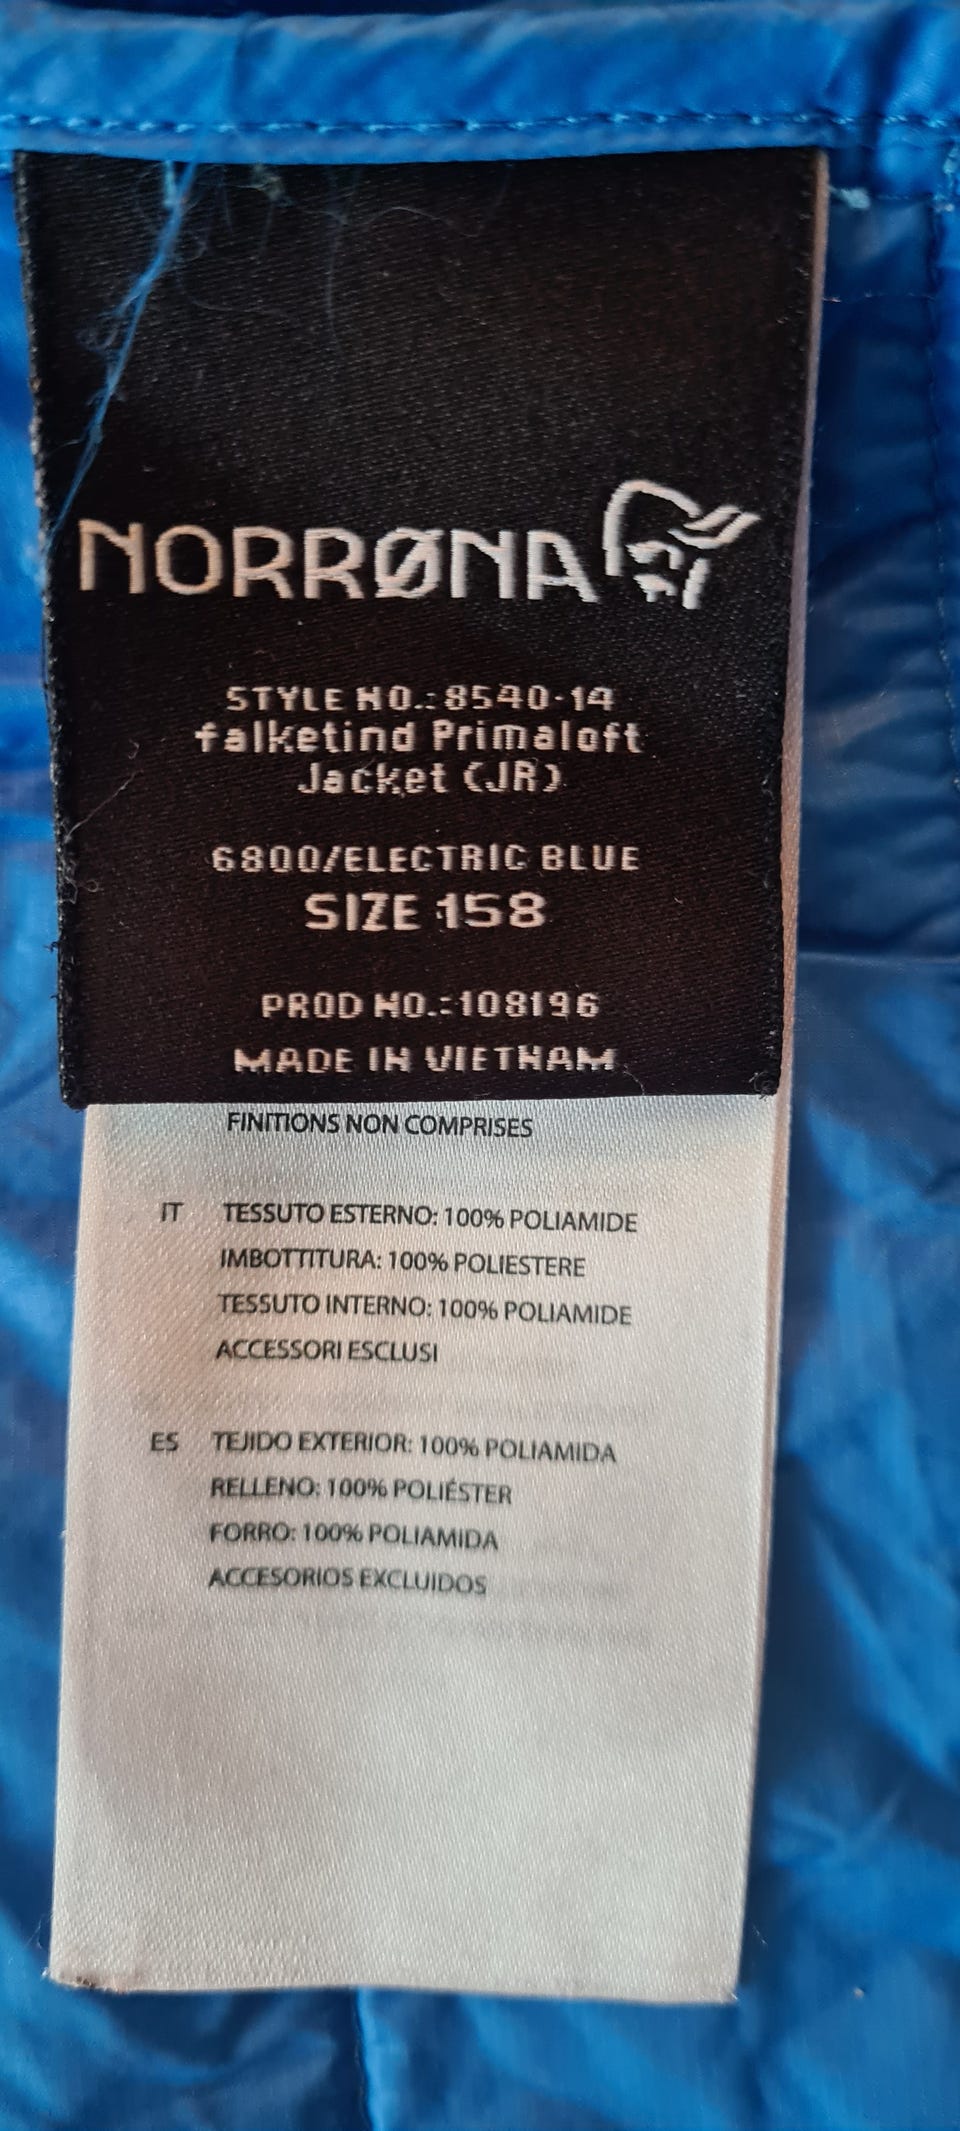 NORRØNA
STYLE NO.:8540-14
falketind Primaloft
Jacket (JR)
6800/ELECTRIC BLUE
SIZE 158
PROD NO.:108196
MADE IN VIETNAM
FINITIONS NON COMPRISES
IT TESSUTO ESTERNO: 100% POLIAMIDE
IMBOTTITURA: 100% POLIESTERE
TESSUTO INTERNO: 100% POLIAMIDE
ACCESSORI ESCLUSI
ES TEJIDO EXTERIOR: 100% POLIAMIDA
RELLENO: 100% POLIÉSTER
FORRO: 100% POLIAMIDA
ACCESORIOS EXCLUIDOS